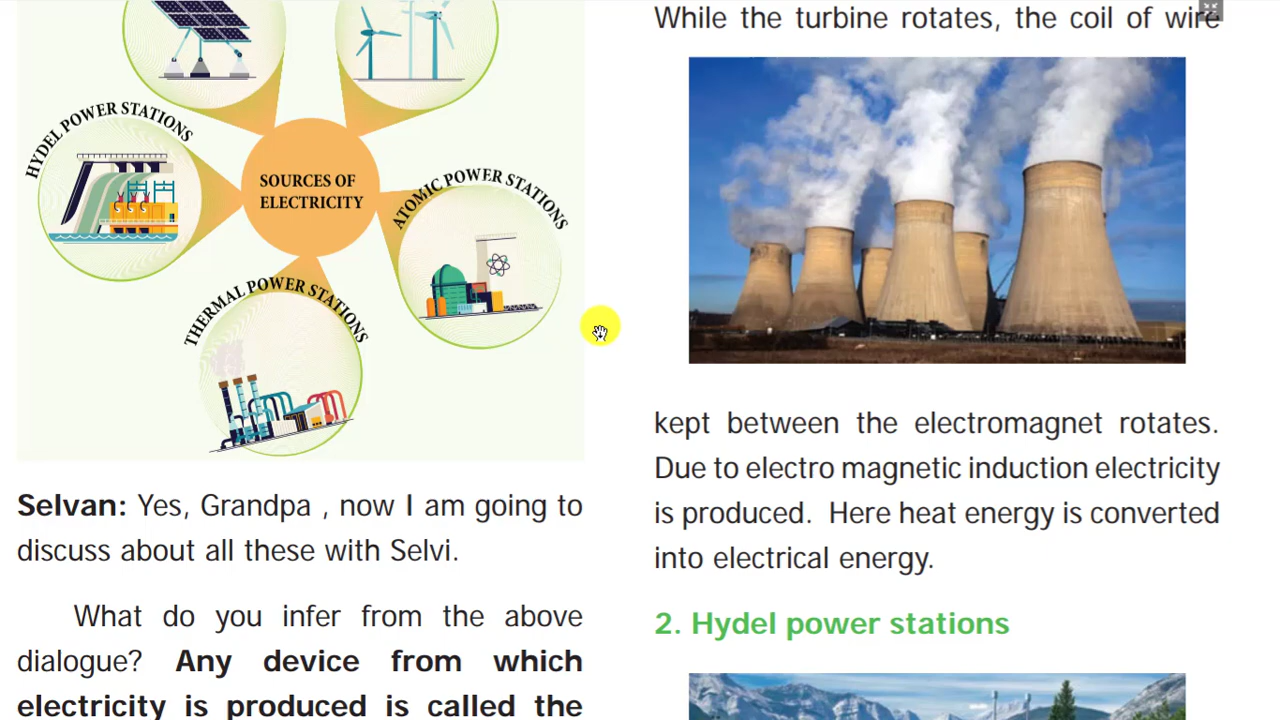 HYDEL POWER STATIONS
SOURCES OF
ELECTRICITY
ATOMIC POWER STATIONS
THERMAL POWER STATIONS
Selvan: Yes, Grandpa , now I am going to
discuss about all these with Selvi.
What do you infer from the above
dialogue? Any device from which
electricity is produced is called the
While the turbine rotates, the coil of wire
kept between the electromagnet rotates.
Due to electro magnetic induction electricity
is produced. Here heat energy is converted
into electrical energy.
2. Hydel power stations